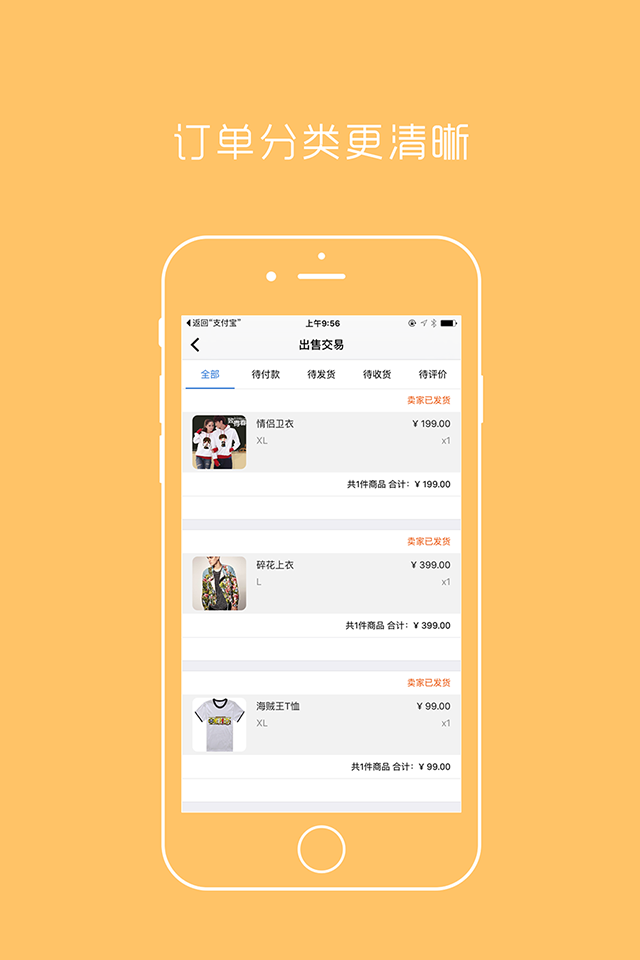 订单分类更清晰
返回“支付宝” 上午9:56
出售交易
全部 待付款 待发货 待收货 待评价
卖家已发货
情侣卫衣 ¥ 199.00
XL x1
共1件商品 合计：¥ 199.00
卖家已发货
碎花上衣 ¥ 399.00
L x1
共1件商品 合计：¥ 399.00
卖家已发货
海贼王T恤 ¥ 99.00
XL x1
共1件商品 合计：¥ 99.00